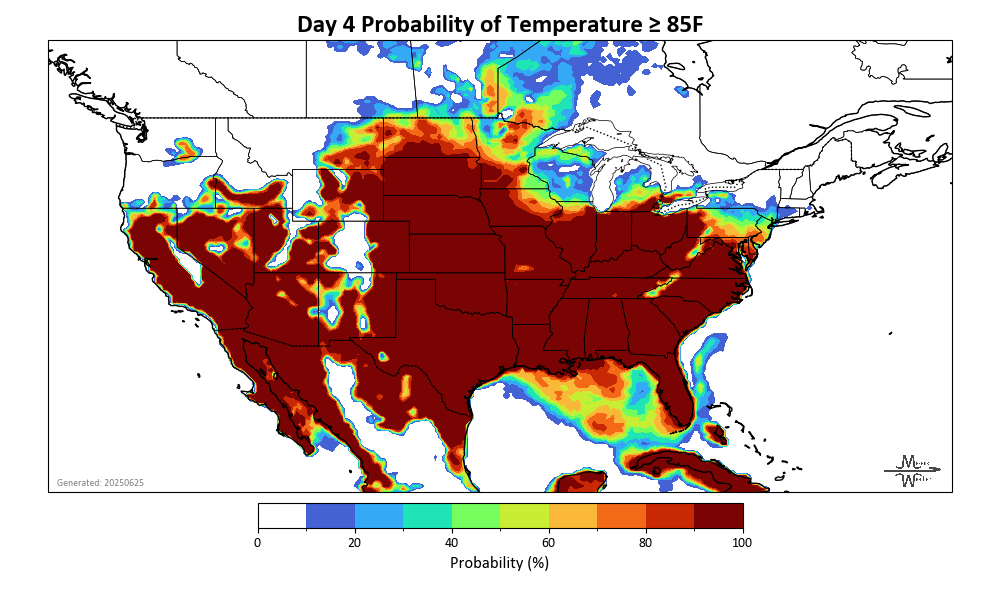 Day 4 Probability of Temperature ≥ 85F
Generated: 20250625
0 20 40 60 80 100
Probability (%)